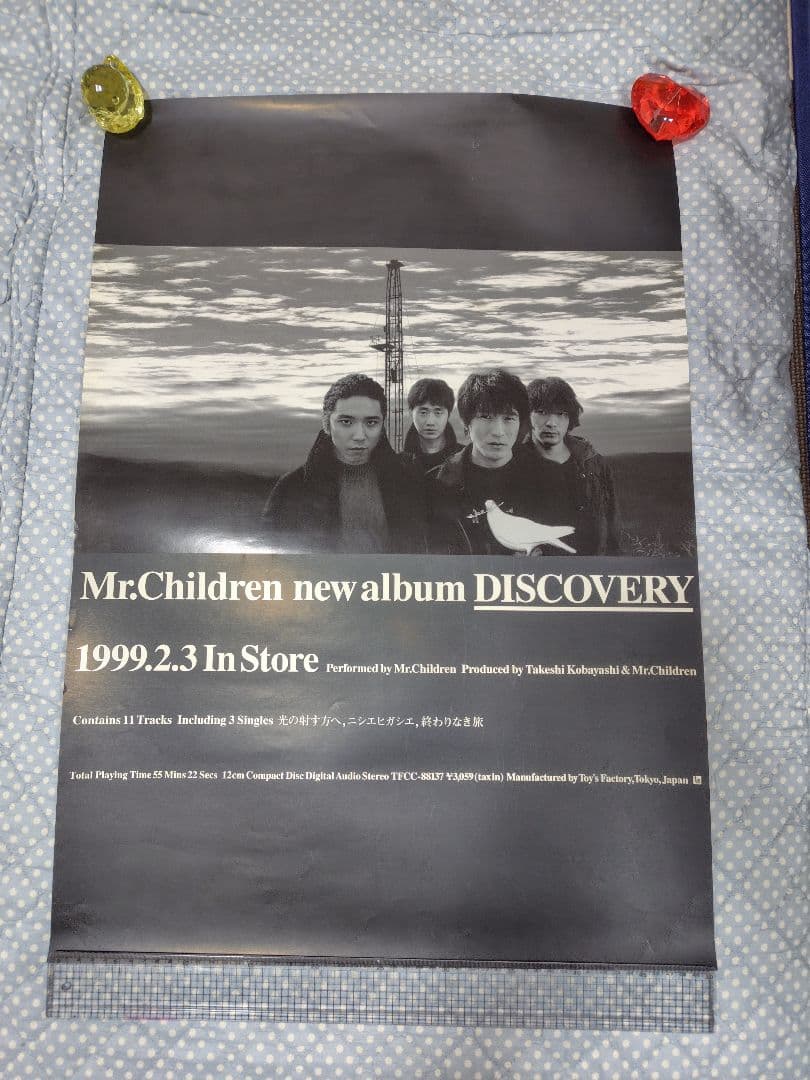 Mr.Children new album DISCOVERY
1999.2.3 In Store Performed by Mr.Children Produced by Takeshi Kobayashi & Mr.Children
Contains 11 Tracks Including 3 Singles 光の射す方へ, ニシエヒガシエ, 終わりなき旅
Total Playing Time 55 Mins 22 Secs 12cm Compact Disc Digital Audio Stereo TFCC-88137 ¥3,059 (tax in) Manufactured by Toy's Factory, Tokyo, Japan